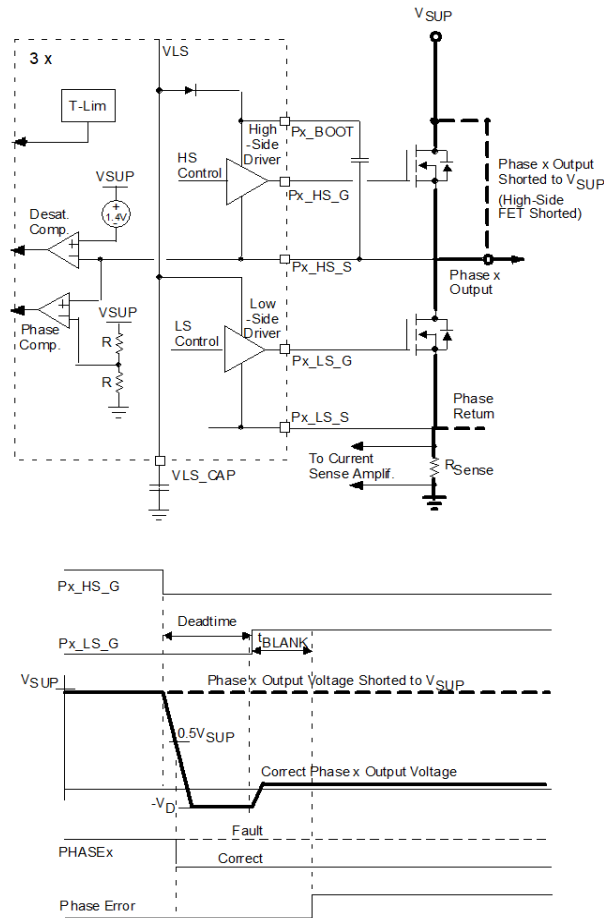 VSUP
3 x
VLS
T-Lim
High
-Side
Driver
Px_BOOT
HS
Control
Px_HS_G
VSUP
1.4V
Desat.
Comp.
Phase x Output
Shorted to VSUP
(High-Side
FET Shorted)
Px_HS_S
Phase x
Output
Phase
Comp.
VSUP
R
R
Low
-Side
Driver
LS
Control
Px_LS_G
Phase
Return
Px_LS_S
To Current
Sense Amplif.
RSense
VLS_CAP
Px_HS_G
Deadtime
Px_LS_G
tBLANK
VSUP
Phase x Output Voltage Shorted to VSUP
0.5VSUP
Correct Phase x Output Voltage
-VD
Fault
PHASEx
Correct
Phase Error